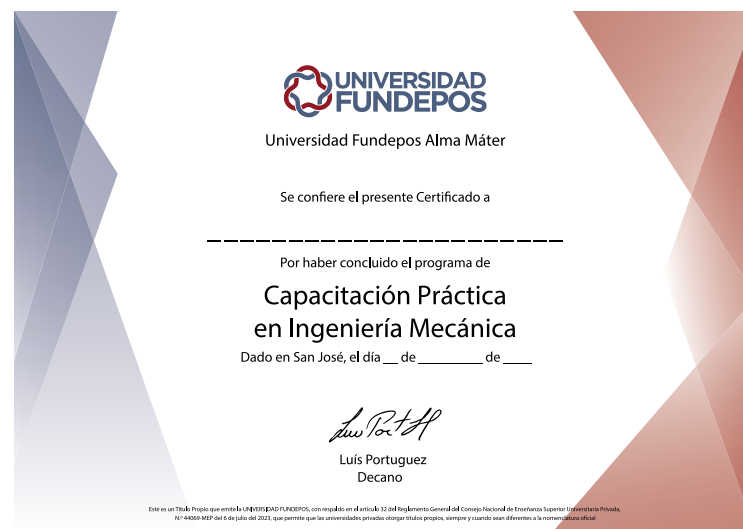 UNIVERSIDAD
FUNDEPOS
Universidad Fundepos Alma Máter
Se confiere el presente Certificado a
_ _ _ _ _ _ _ _ _ _ _ _ _ _ _ _ _ _ _ _ _ _
Por haber concluido el programa de
Capacitación Práctica
en Ingeniería Mecánica
Dado en San José, el día __ de _________ de ____
Luís Portuguez
Decano
Este es un Titulo Propio que emite la UNIVERSIDAD FUNDEPOS, con respaldo en el articulo 32 del Reglamento General del Consejo Nacional de Enseñanza Superior Universitaria Privada,
N.º 44069-MEP del 6 de julio del 2023, que permite que las universidades privadas otorgar titulos propios, siempre y cuando sean diferentes a la nomenclatura oficial